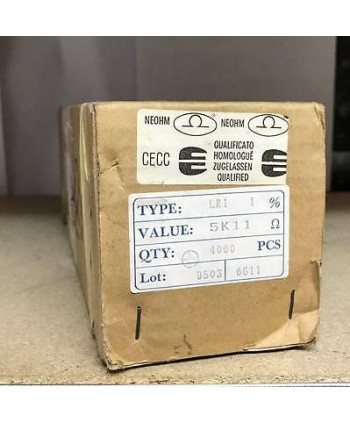 NEOHM Ω NEOHM Ω
CECC
QUALIFICATO
HOMOLOGUÉ
ZUGELASSEN
QUALIFIED
TYPE: LR1 1 %
VALUE: 5K11 Ω
QTY: 4000 PCS
Lot: 9503 6611